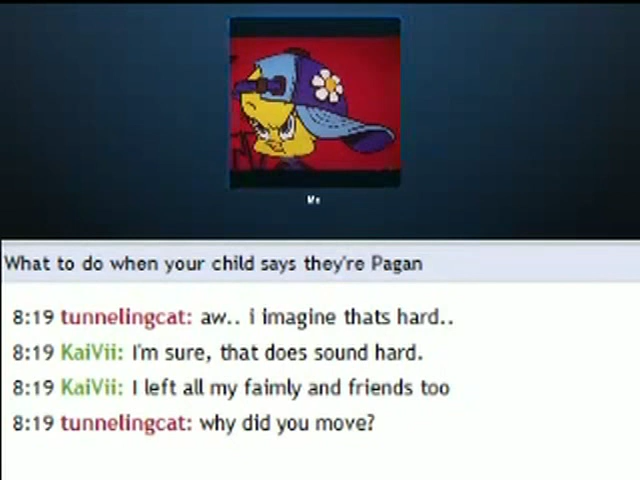 What to do when your child says they're Pagan
8:19 tunnelingcat: aw.. i imagine thats hard..
8:19 KaiVii: I'm sure, that does sound hard.
8:19 KaiVii: I left all my faimly and friends too
8:19 tunnelingcat: why did you move?